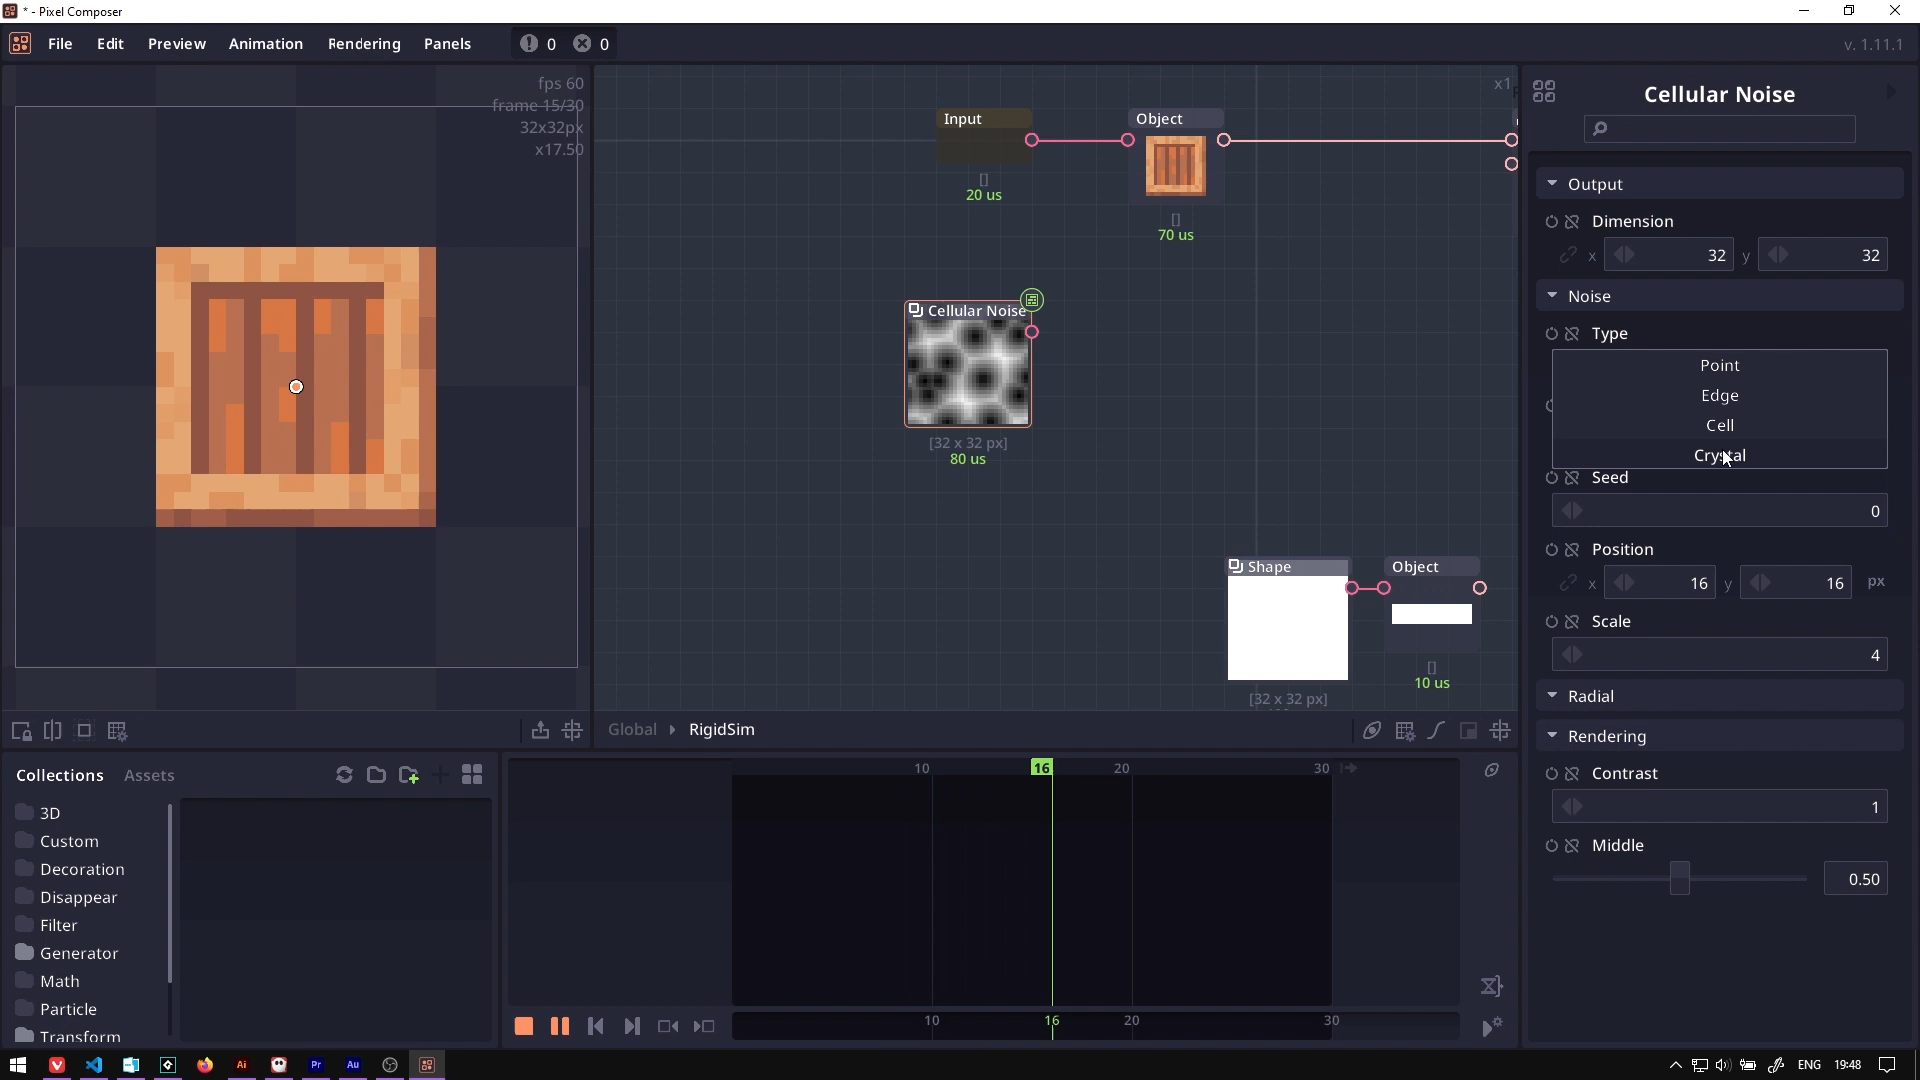 * - Pixel Composer
File Edit Preview Animation Rendering Panels 0 0
v. 1.11.1
fps 60
frame 15/30
32x32px
x17.50
x1
Input
[]
20 us
Object
[]
70 us
Cellular Noise
[32 x 32 px]
80 us
Shape
[32 x 32 px]
Object
[]
10 us
Global RigidSim
Cellular Noise
Output
Dimension
x 32 y 32
Noise
Type
Point
Edge
Cell
Crystal
Seed
0
Position
x 16 y 16 px
Scale
4
Radial
Rendering
Contrast
1
Middle
0.50
Collections Assets
3D
Custom
Decoration
Disappear
Filter
Generator
Math
Particle
Transform
10 16 20 30
10 16 20 30
Ai Pr Au
ENG 19:48